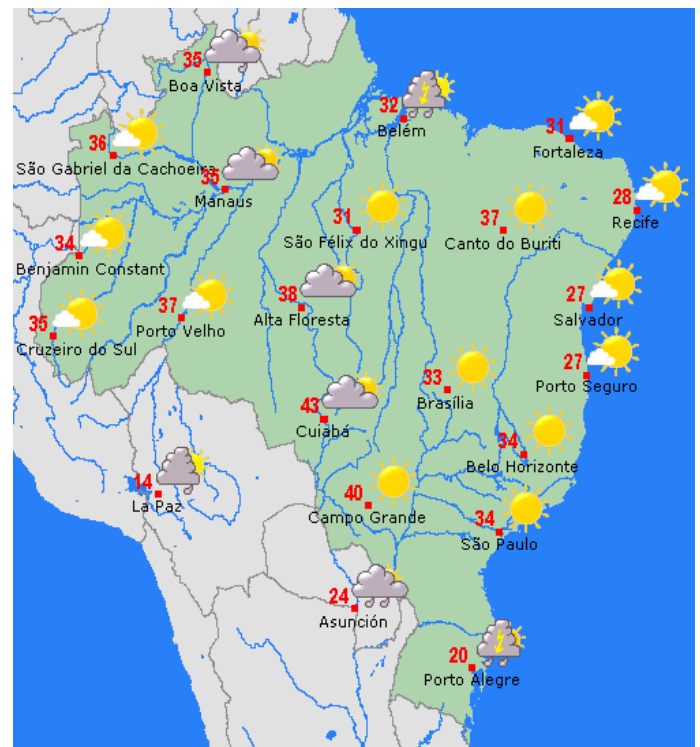 35
Boa Vista
32
Belém
31
Fortaleza
36
São Gabriel da Cachoeira
35
Manaus
28
Recife
31
São Félix do Xingu
37
Canto do Buriti
34
Benjamin Constant
38
Alta Floresta
27
Salvador
37
Porto Velho
35
Cruzeiro do Sul
27
Porto Seguro
33
Brasília
43
Cuiabá
34
Belo Horizonte
14
La Paz
40
Campo Grande
34
São Paulo
24
Asunción
20
Porto Alegre